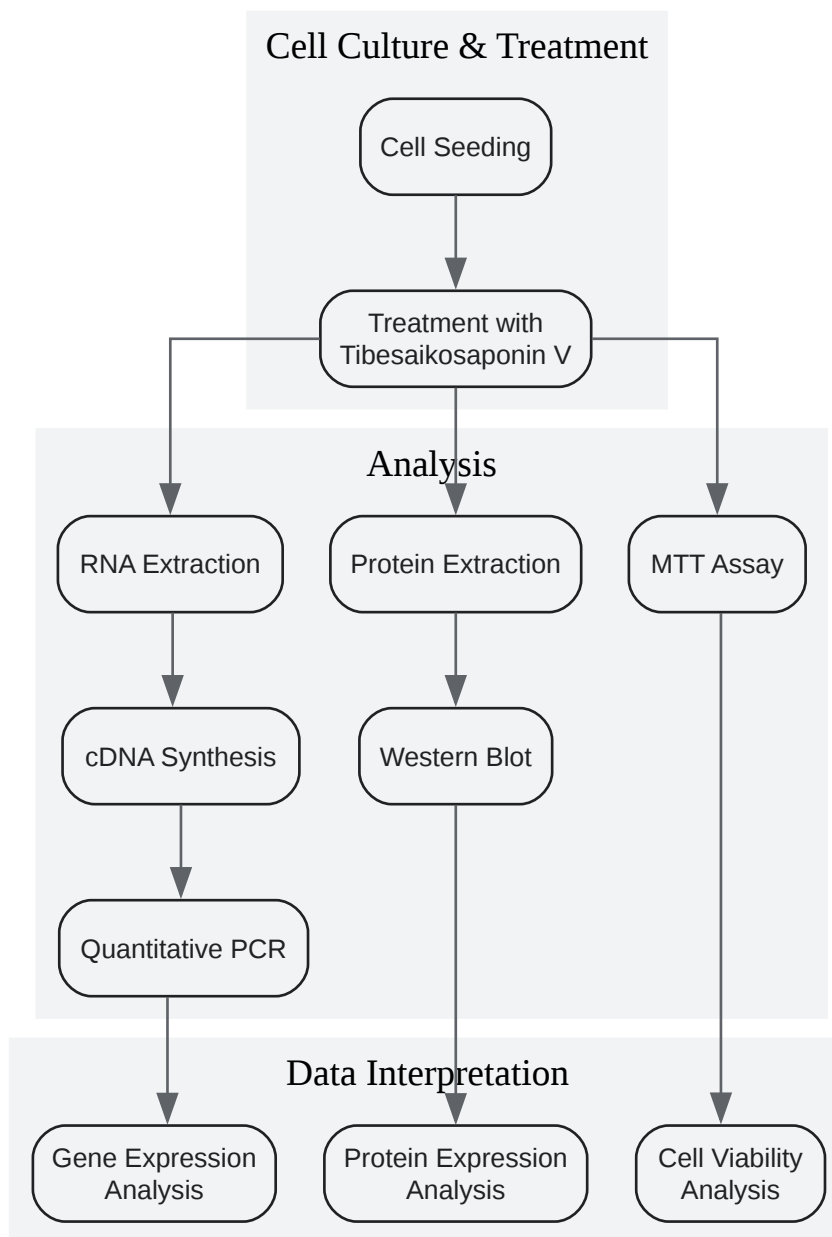 Cell Culture & Treatment
Cell Seeding
Treatment with
Tibesaikosaponin V
Analysis
RNA Extraction
Protein Extraction
MTT Assay
cDNA Synthesis
Western Blot
Quantitative PCR
Data Interpretation
Gene Expression
Analysis
Protein Expression
Analysis
Cell Viability
Analysis